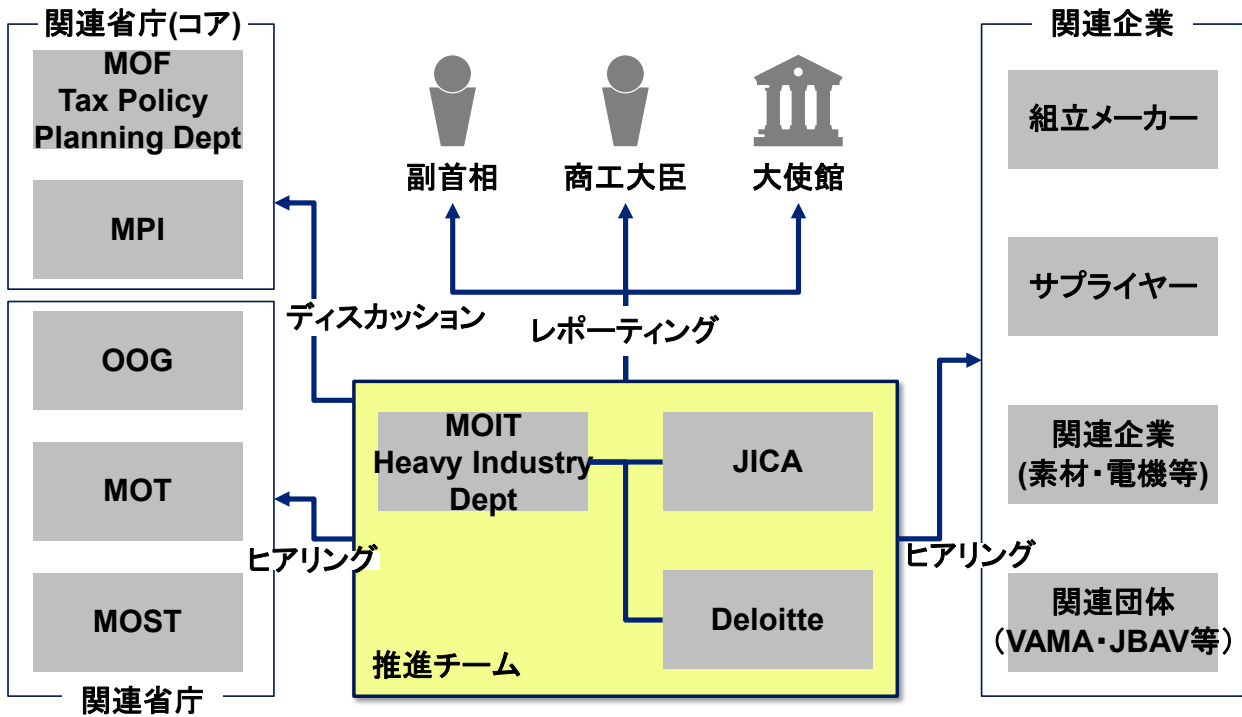 関連省庁(コア)
MOF
Tax Policy
Planning Dept
MPI
OOG
MOT
MOST
関連省庁
副首相
商工大臣
大使館
ディスカッション
レポーティング
ヒアリング
MOIT
Heavy Industry
Dept
JICA
Deloitte
推進チーム
ヒアリング
関連企業
組立メーカー
サプライヤー
関連企業
(素材・電機等)
関連団体
（VAMA・JBAV等）